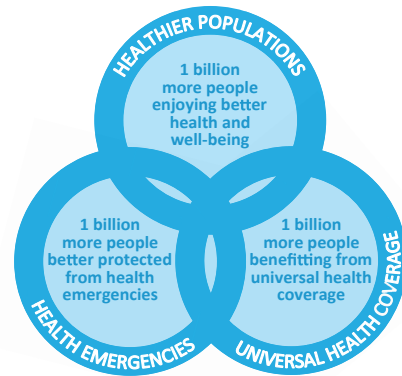 HEALTHIER POPULATIONS
1 billion
more people
enjoying better
health and
well-being
1 billion
more people
better protected
from health
emergencies
HEALTH EMERGENCIES
1 billion
more people
benefitting from
universal health
coverage
UNIVERSAL HEALTH COVERAGE